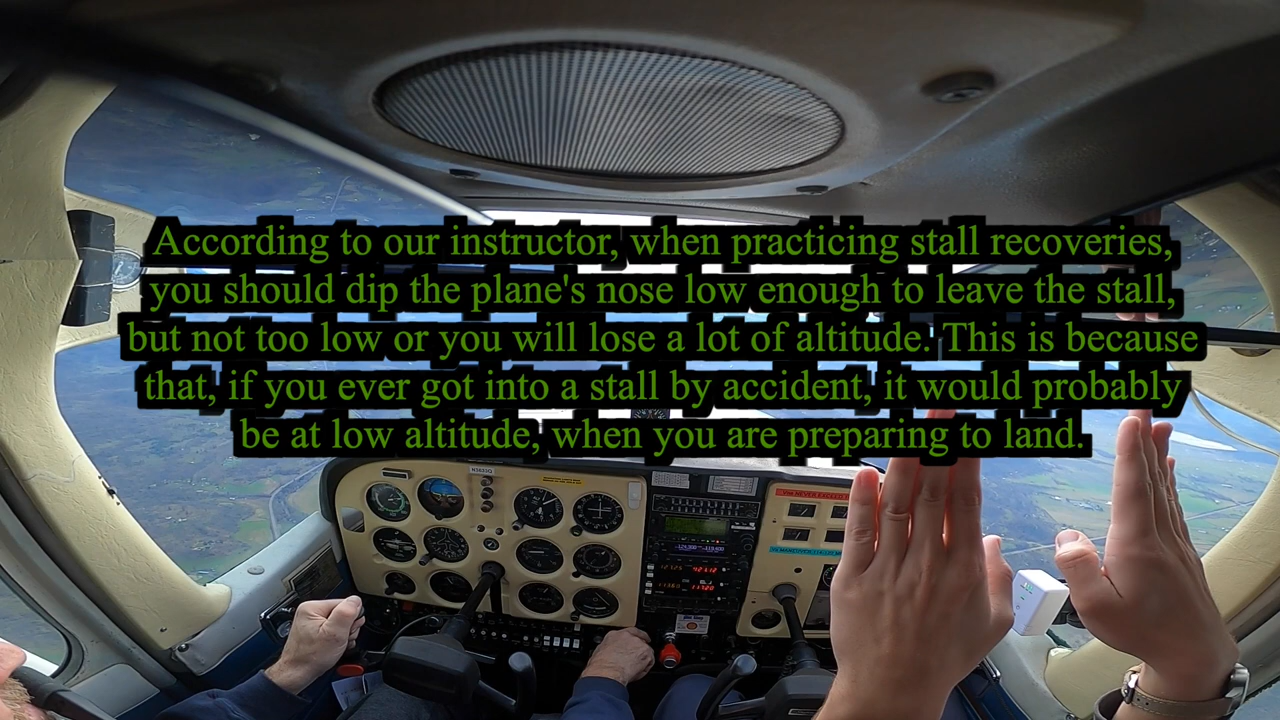 According to our instructor, when practicing stall recoveries,
you should dip the plane's nose low enough to leave the stall,
but not too low or you will lose a lot of altitude. This is because
that, if you ever got into a stall by accident, it would probably
be at low altitude, when you are preparing to land.